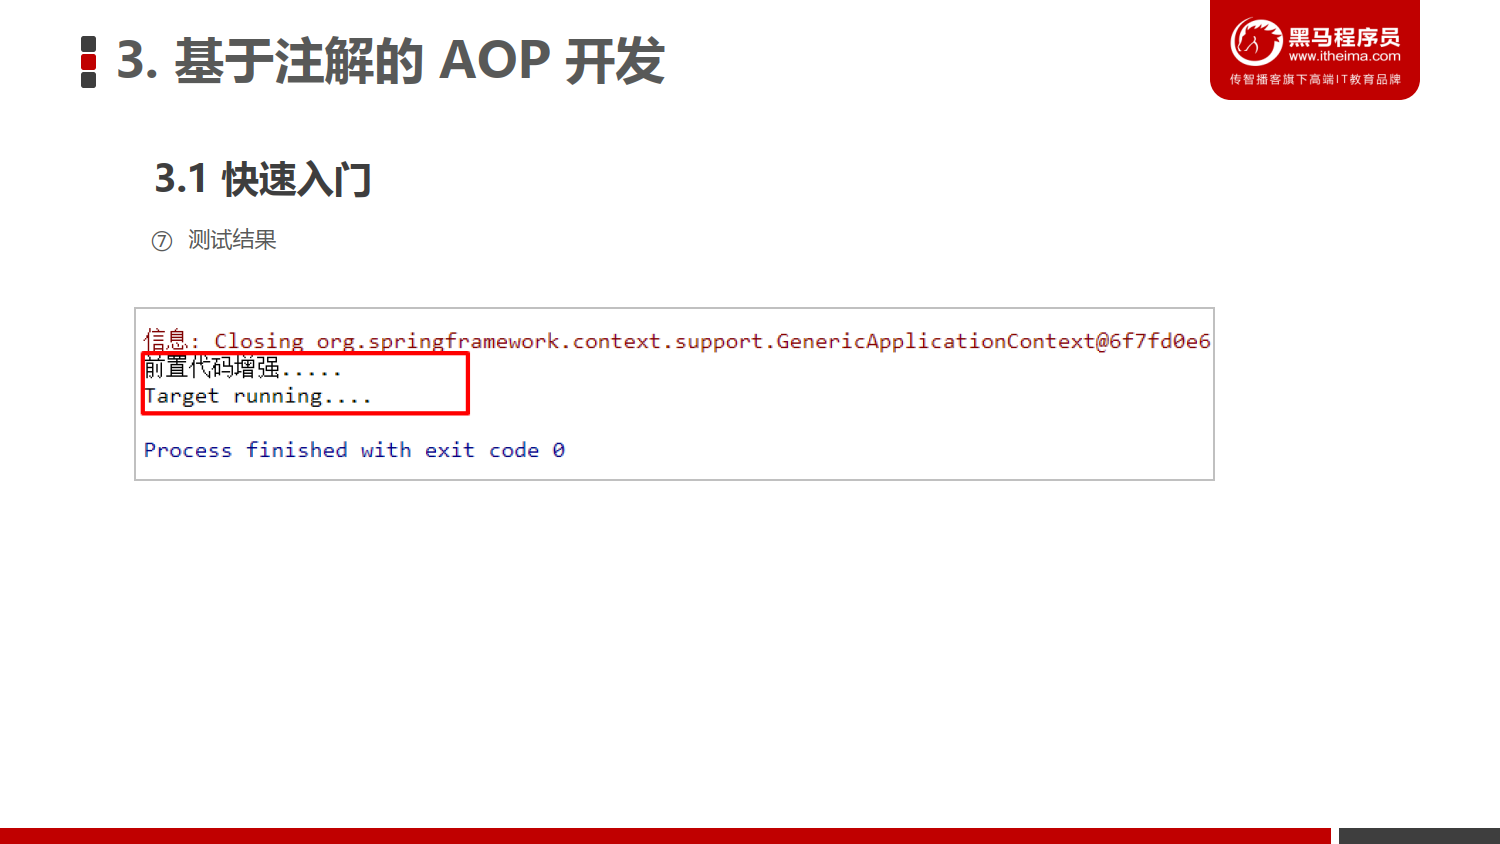 3. 基于注解的 AOP 开发
黑马程序员
www.itheima.com
传智播客旗下高端IT教育品牌
3.1 快速入门
⑦ 测试结果
信息: Closing org.springframework.context.support.GenericApplicationContext@6f7fd0e6
前置代码增强.....
Target running....
Process finished with exit code 0